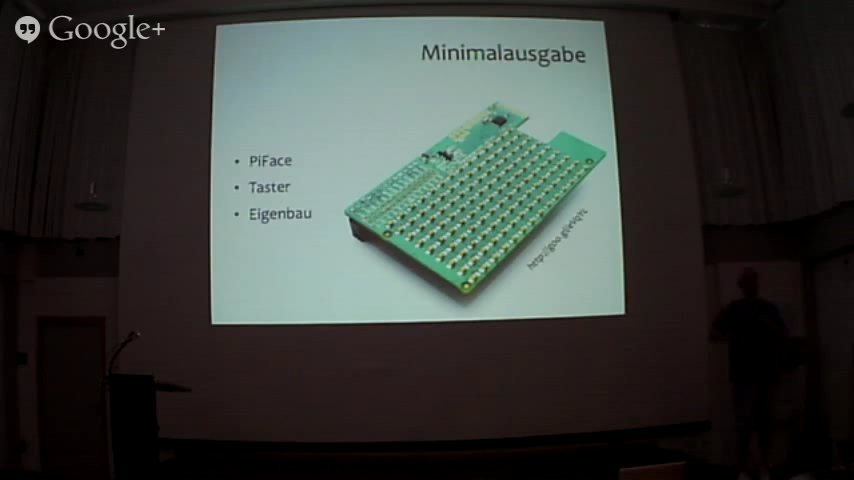 Google+
Minimalausgabe
• PiFace
• Taster
• Eigenbau